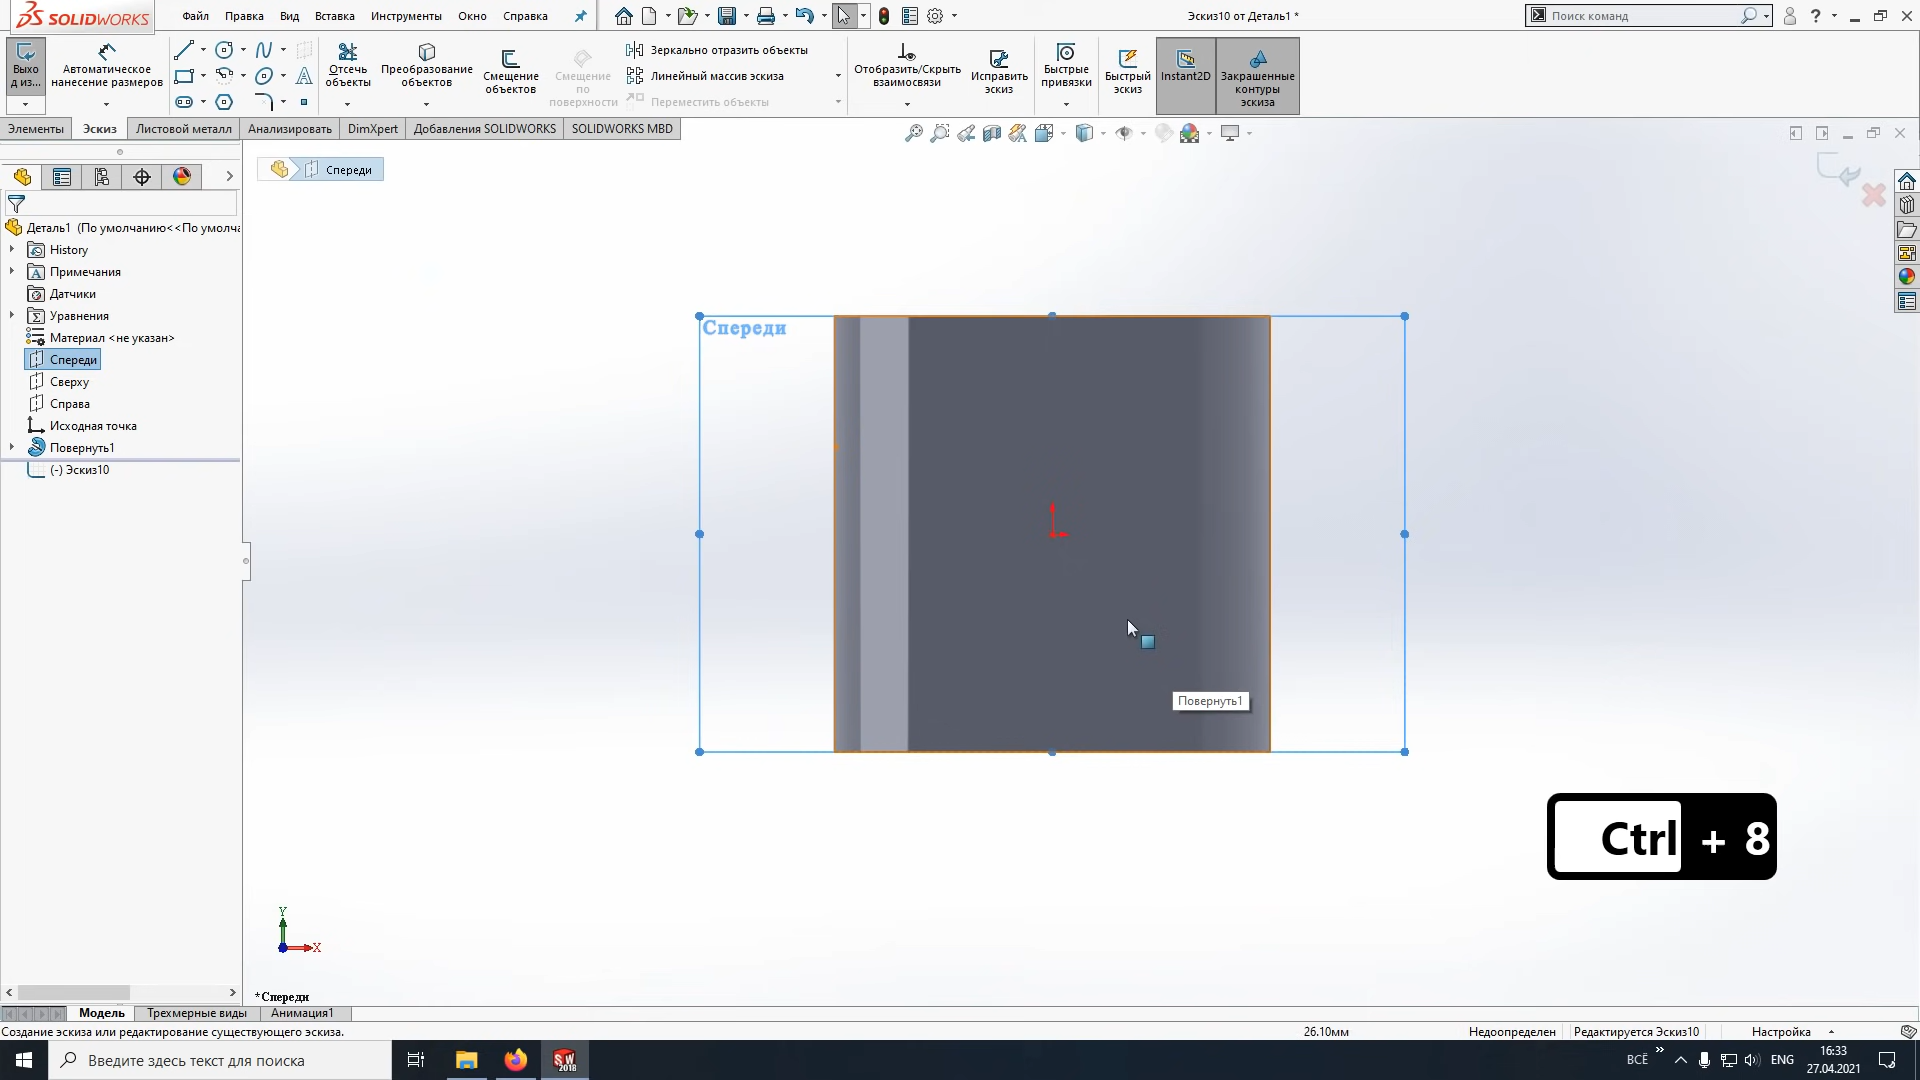 SOLIDWORKS
Файл Правка Вид Вставка Инструменты Окно Справка
Эскиз10 от Деталь1 *
Поиск команд
?
Выхо
д из...
Автоматическое
нанесение размеров
Отсечь
объекты
Преобразование
объектов
Смещение
объектов
Смещение
по
поверхности
Зеркально отразить объекты
Линейный массив эскиза
Переместить объекты
Отобразить/Скрыть
взаимосвязи
Исправить
эскиз
Быстрые
привязки
Быстрый
эскиз
Instant2D
Закрашенные
контуры
эскиза
Элементы Эскиз Листовой металл Анализировать DimXpert Добавления SOLIDWORKS SOLIDWORKS MBD
Спереди
Деталь1 (По умолчанию<<По умолча
History
Примечания
Датчики
Уравнения
Материал <не указан>
Спереди
Сверху
Справа
Исходная точка
Повернуть1
(-) Эскиз10
Спереди
Повернуть1
Ctrl + 8
Y
X
*Спереди
Модель Трехмерные виды Анимация1
Создание эскиза или редактирование существующего эскиза.
26.10мм Недоопределен Редактируется Эскиз10 Настройка
Введите здесь текст для поиска
SW
2018
ВСЁ
ENG
16:33
27.04.2021